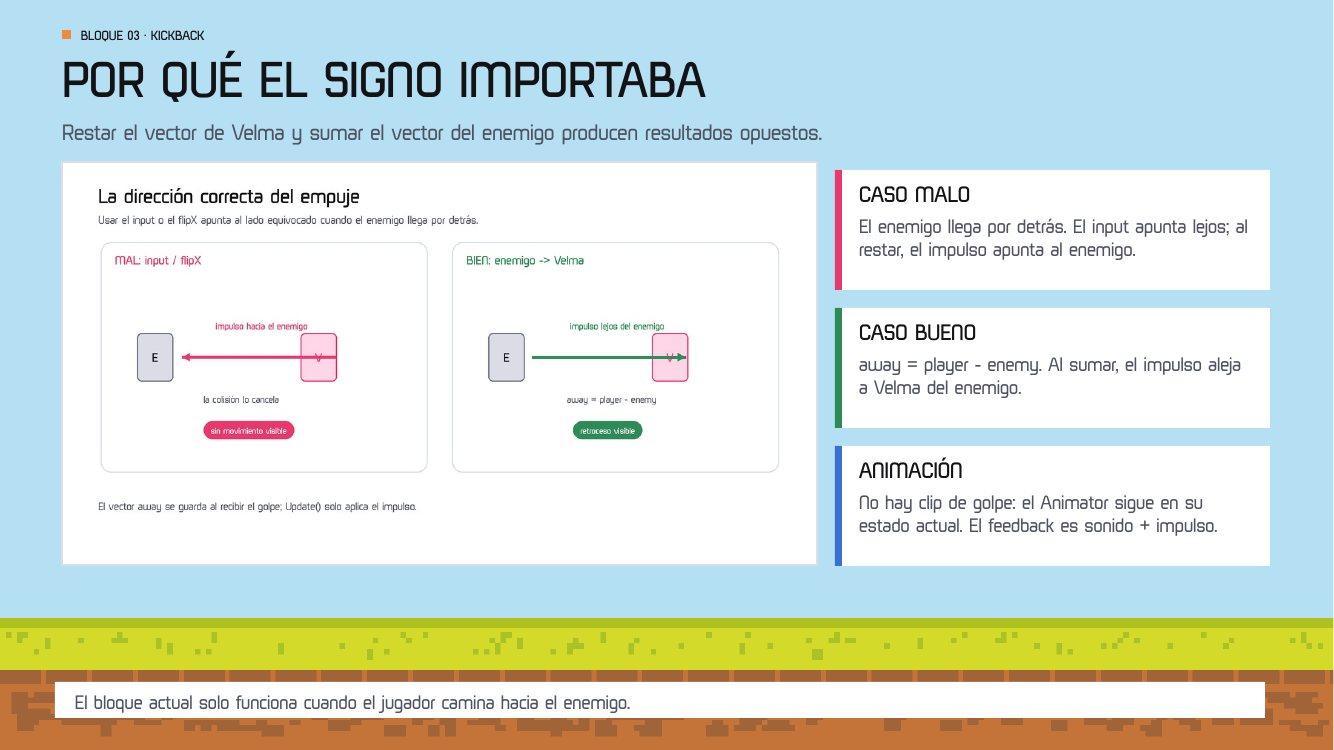 BLOQUE 03 · KICKBACK
POR QUÉ EL SIGNO IMPORTABA
Restar el vector de Velma y sumar el vector del enemigo producen resultados opuestos.
La dirección correcta del empuje
Usar el input o el flipX apunta al lado equivocado cuando el enemigo llega por detrás.
MAL: input / flipX
impulso hacia el enemigo
E
V
la colisión lo cancela
sin movimiento visible
BIEN: enemigo -> Velma
impulso lejos del enemigo
E
V
away = player - enemy
retroceso visible
El vector away se guarda al recibir el golpe; Update() solo aplica el impulso.
CASO MALO
El enemigo llega por detrás. El input apunta lejos; al
restar, el impulso apunta al enemigo.
CASO BUENO
away = player - enemy. Al sumar, el impulso aleja
a Velma del enemigo.
ANIMACIÓN
No hay clip de golpe: el Animator sigue en su
estado actual. El feedback es sonido + impulso.
El bloque actual solo funciona cuando el jugador camina hacia el enemigo.